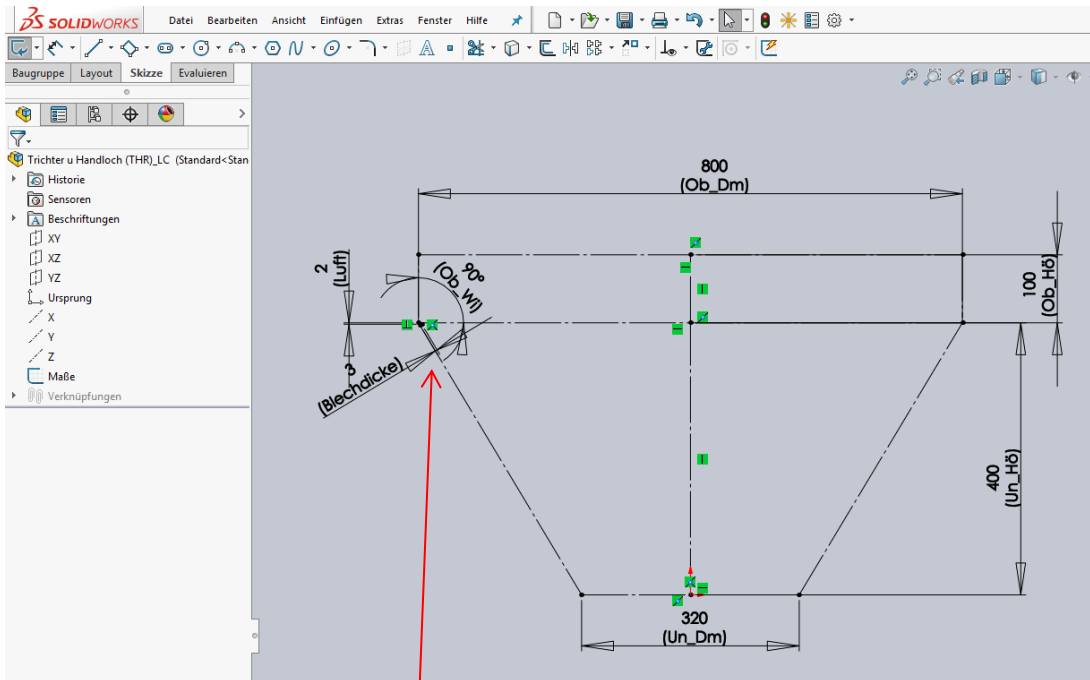 SOLIDWORKS
Datei Bearbeiten Ansicht Einfügen Extras Fenster Hilfe
Baugruppe Layout Skizze Evaluieren
Trichter u Handloch (THR)_LC (Standard<Stan
Historie
Sensoren
Beschriftungen
XY
XZ
YZ
Ursprung
X
Y
Z
Maße
Verknüpfungen
800
(Ob_Dm)
2
(Luft)
90°
(Ob_Wi)
100
(Ob_Hö)
3
(Blechdicke)
400
(Un_Hö)
320
(Un_Dm)